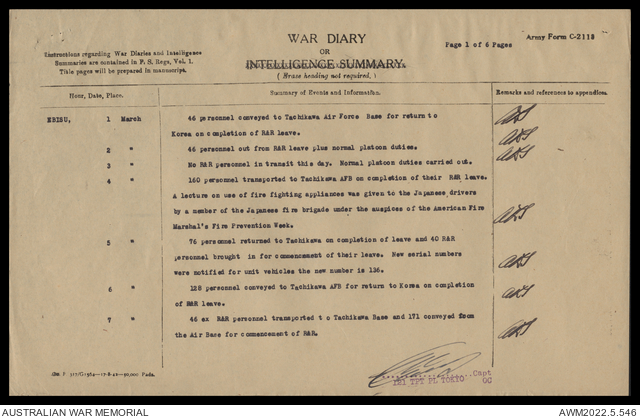 WAR DIARY
OR
INTELLIGENCE SUMMARY.
(Erase heading not required.)
Instructions regarding War Diaries and Intelligence
Summaries are contained in F. S. Regs, Vol. 1.
Title pages will be prepared in manuscript.
Page 1 of 6 Pages
Army Form C-2118
Hour, Date, Place.
Summary of Events and Information.
Remarks and references to appendices.
EBISU, 1 March 46 personnel conveyed to Tachikawa Air Force Base for return to
Korea on completion of R&R leave.
2 " 46 personnel out from R&R leave plus normal platoon duties.
3 " No R&R personnel in transit this day. Normal platoon duties carried out.
4 " 160 personnel transported to Tachikawa AFB on completion of their R&R leave.
A lecture on use of fire fighting appliances was given to the Japanese drivers
by a member of the Japanese fire brigade under the auspices of the American Fire
Marshal's Fire Prevention Week.
5 " 76 personnel returned to Tachikawa on completion of leave and 40 R&R
personnel brought in for commencement of their leave. New serial numbers
were notified for unit vehicles the new number is 136.
6 " 128 personnel conveyed to Tachikawa AFB for return to Korea on completion
of R&R leave.
7 " 46 ex R&R personnel transported to Tachikawa Base and 171 conveyed from
the Air Base for commencement of R&R.
Capt
TPT PL TOKYO OC
AUSTRALIAN WAR MEMORIAL
AWM2022.5.546